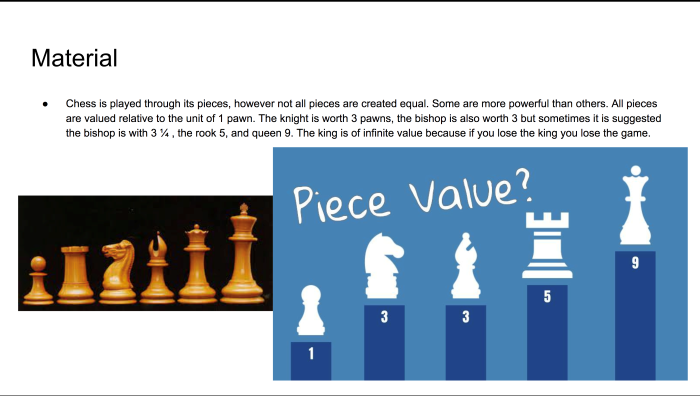 Material
● Chess is played through its pieces, however not all pieces are created equal. Some are more powerful than others. All pieces
are valued relative to the unit of 1 pawn. The knight is worth 3 pawns, the bishop is also worth 3 but sometimes it is suggested
the bishop is with 3 ¼ , the rook 5, and queen 9. The king is of infinite value because if you lose the king you lose the game.
Piece Value?
1
3
3
5
9